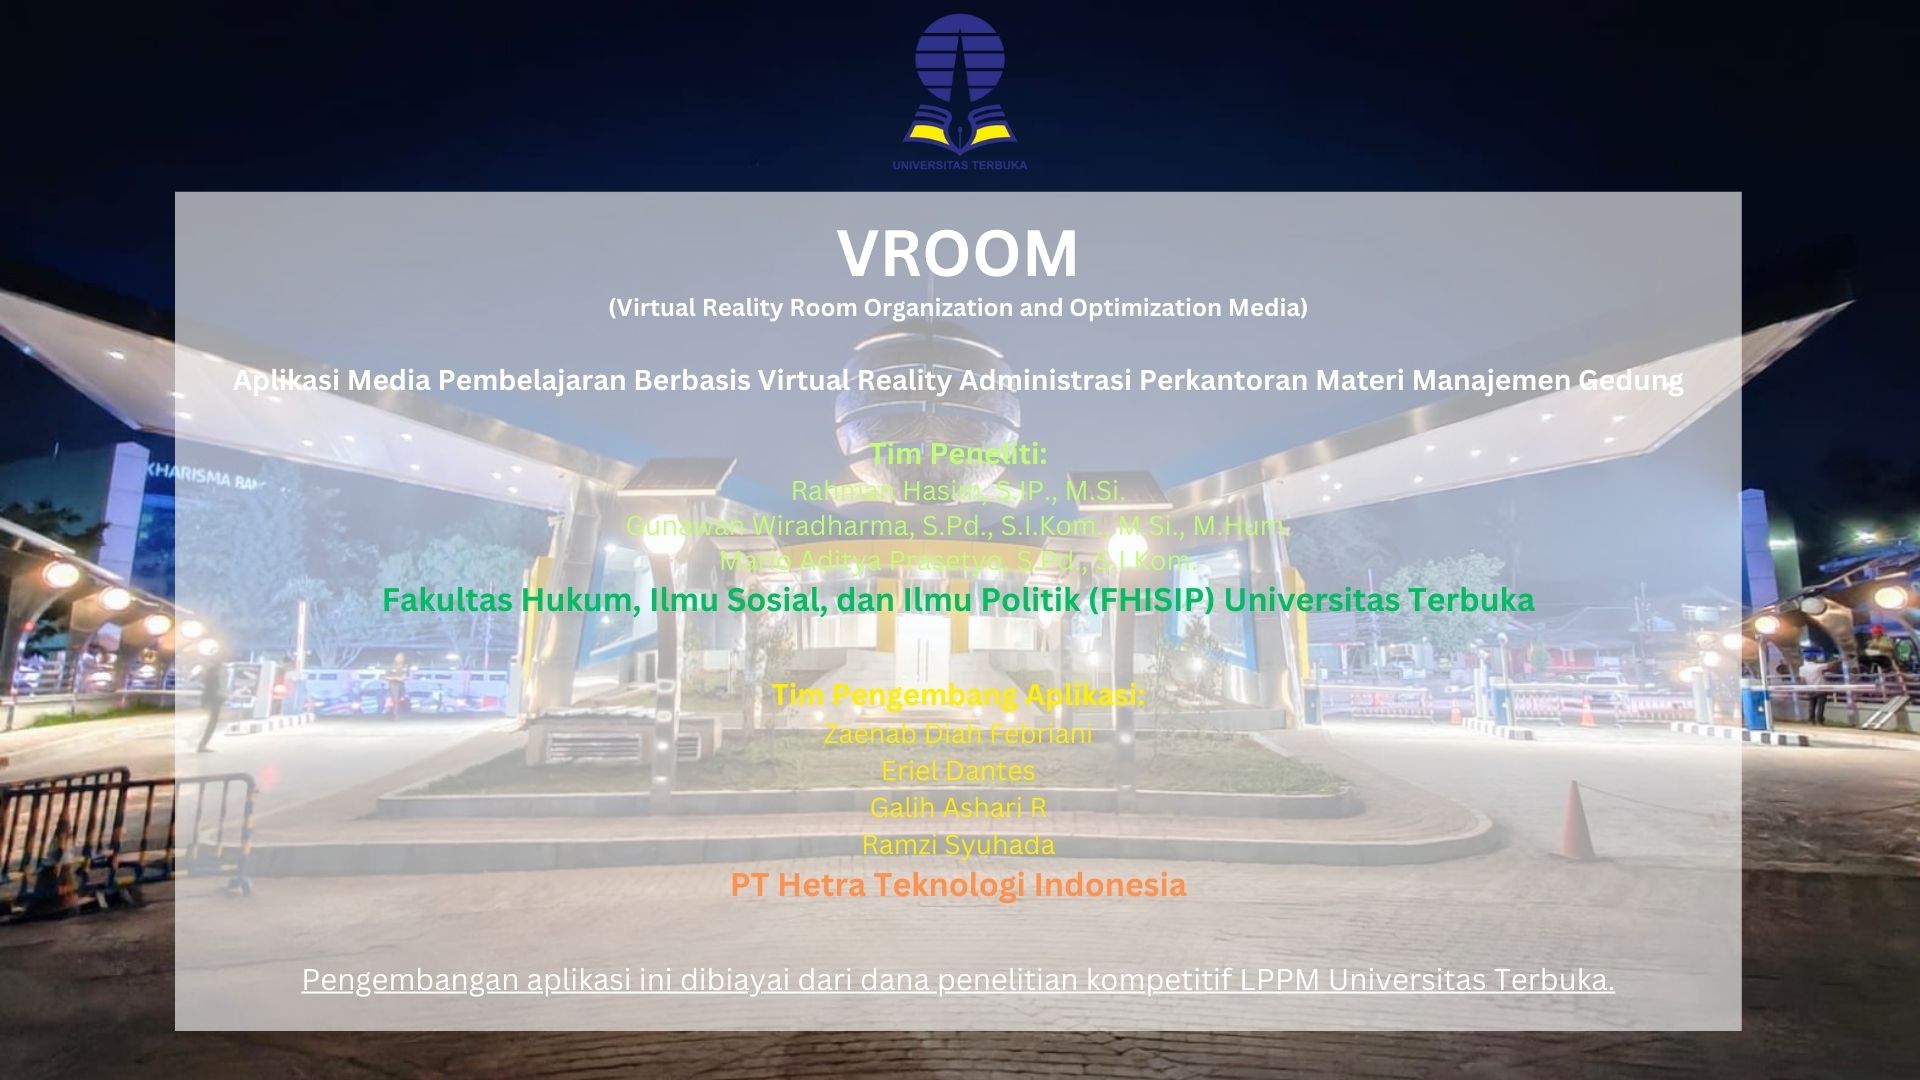 UNIVERSITAS TERBUKA
VROOM
(Virtual Reality Room Organization and Optimization Media)
Aplikasi Media Pembelajaran Berbasis Virtual Reality Administrasi Perkantoran Materi Manajemen Gedung
KHARISMA
Tim Peneliti:
Rahman Hasim, S.IP., M.Si.
Gunawan Wiradharma, S.Pd., S.I.Kom., M.Si., M.Hum.
Mario Aditya Prasetyo, S.Pd., S.I.Kom.
Fakultas Hukum, Ilmu Sosial, dan Ilmu Politik (FHISIP) Universitas Terbuka
Tim Pengembang Aplikasi:
Zaenab Diah Febriani
Eriel Dantes
Galih Ashari R
Ramzi Syuhada
PT Hetra Teknologi Indonesia
Pengembangan aplikasi ini dibiayai dari dana penelitian kompetitif LPPM Universitas Terbuka.